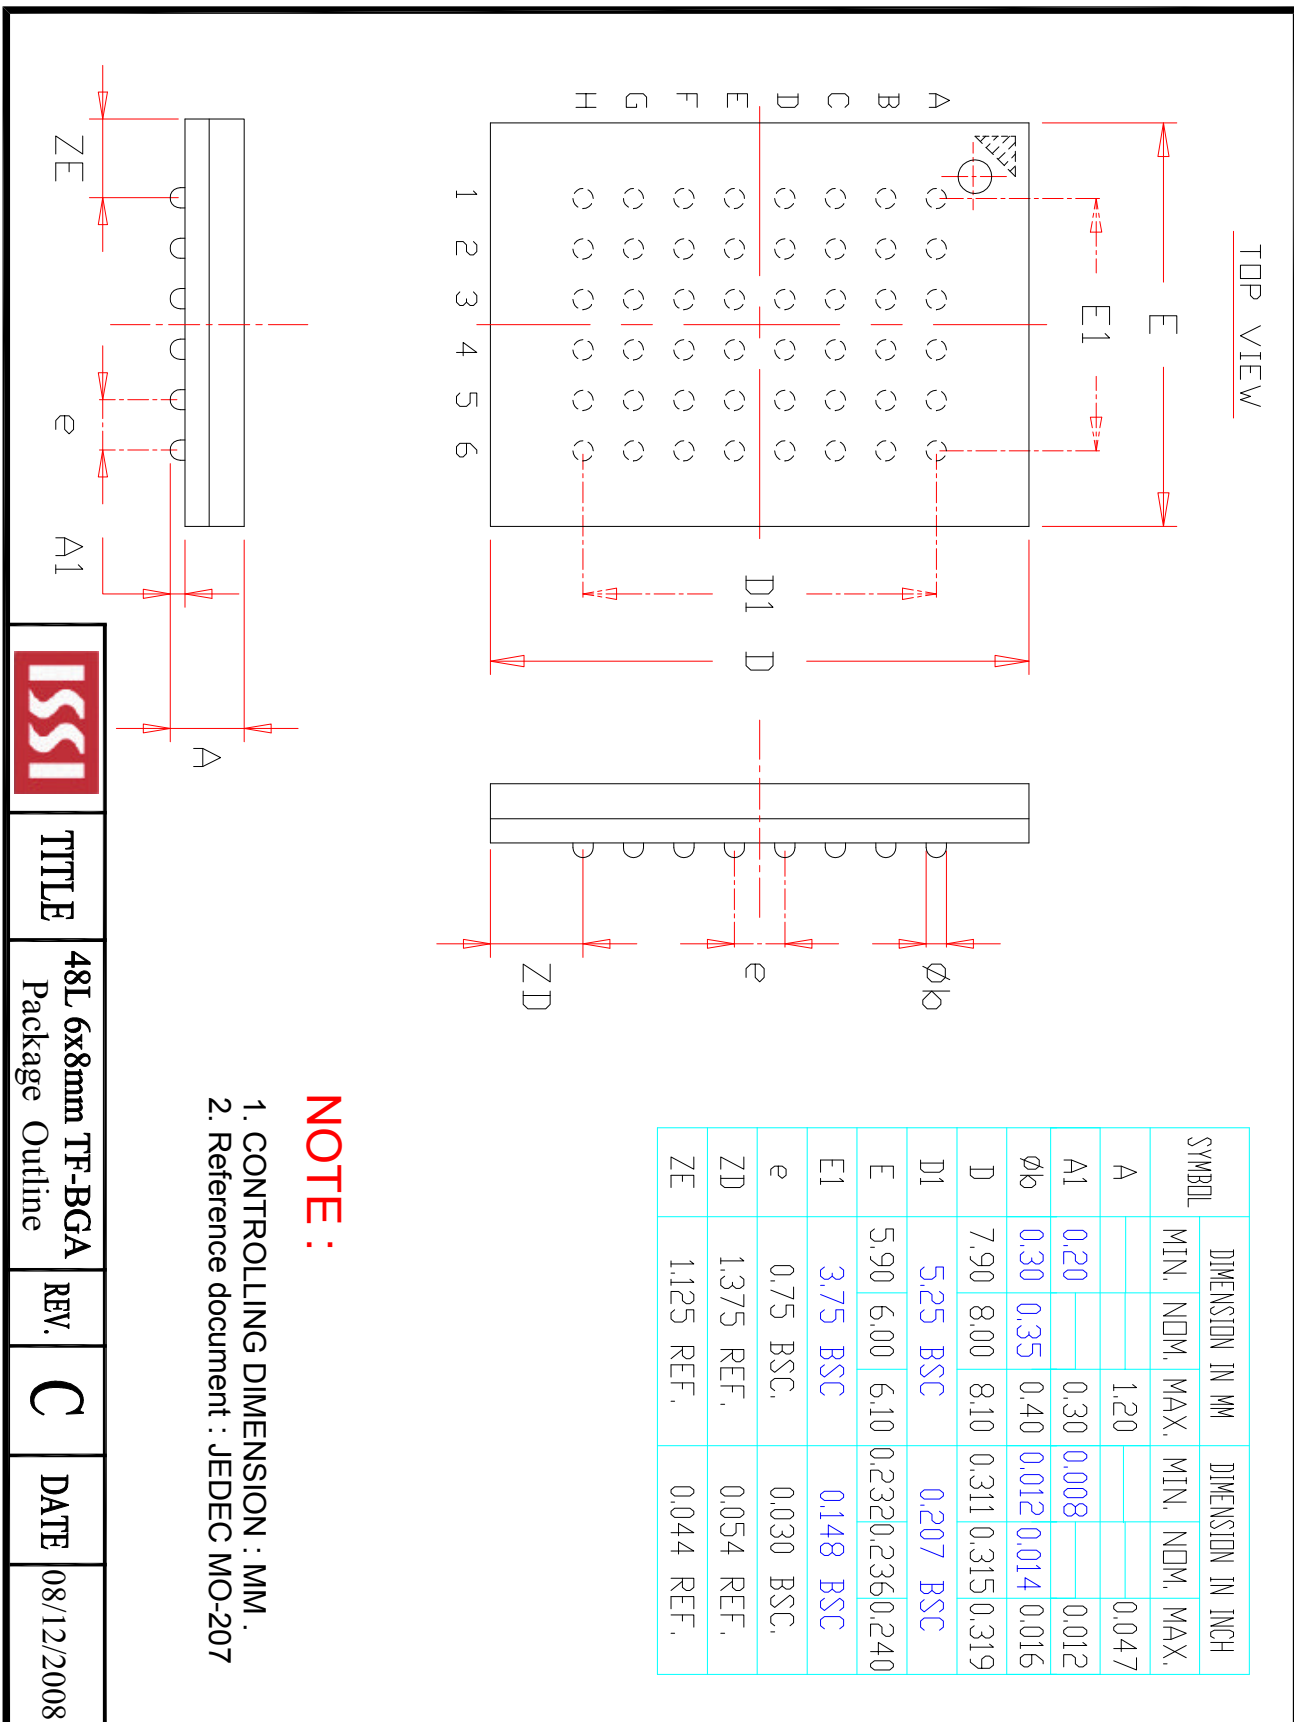 TOP VIEW
E
E1
A
B
C
D
E
F
G
H
1 2 3 4 5 6
D1
D
Øb
e
ZD
ZE
e
A1
A
SYMBOL DIMENSION IN MM DIMENSION IN INCH
MIN. NOM. MAX. MIN. NOM. MAX.
A 1.20 0.047
A1 0.20 0.30 0.008 0.012
Øb 0.30 0.35 0.40 0.012 0.014 0.016
D 7.90 8.00 8.10 0.311 0.315 0.319
D1 5.25 BSC 0.207 BSC
E 5.90 6.00 6.10 0.232 0.236 0.240
E1 3.75 BSC 0.148 BSC
e 0.75 BSC. 0.030 BSC.
ZD 1.375 REF. 0.054 REF.
ZE 1.125 REF. 0.044 REF.
NOTE :
1. CONTROLLING DIMENSION : MM .
2. Reference document : JEDEC MO-207
ISSI
TITLE
48L 6x8mm TF-BGA
Package Outline
REV.
C
DATE
08/12/2008